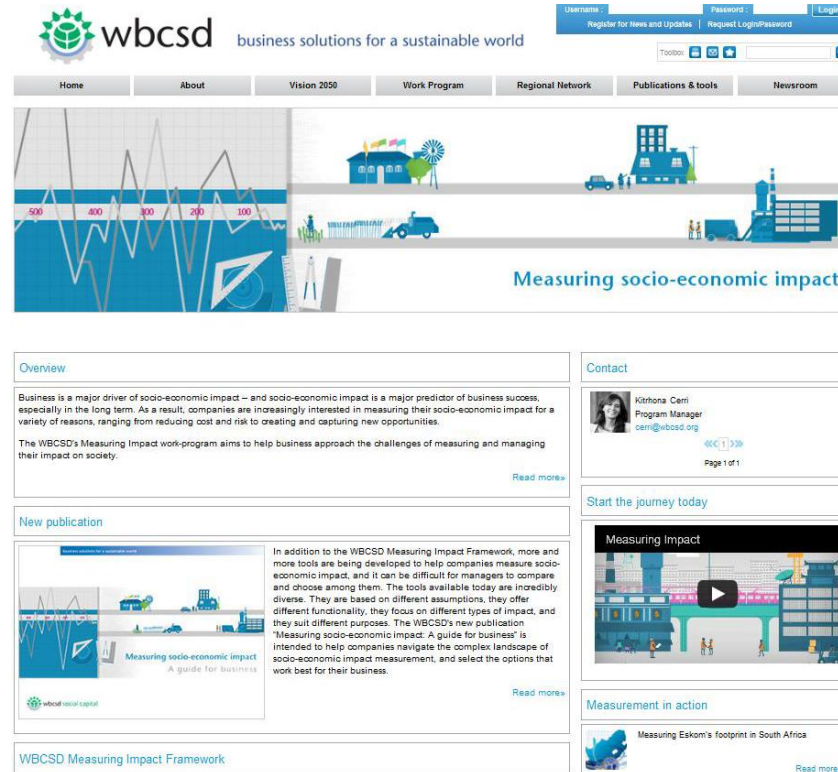 Username :
Password :
Login
Register for News and Updates | Request Login/Password
wbcsd
business solutions for a sustainable world
Toolbox
Home
About
Vision 2050
Work Program
Regional Network
Publications & tools
Newsroom
500 400 300 200 100
Measuring socio-economic impact
Overview
Business is a major driver of socio-economic impact – and socio-economic impact is a major predictor of business success,
especially in the long term. As a result, companies are increasingly interested in measuring their socio-economic impact for a
variety of reasons, ranging from reducing cost and risk to creating and capturing new opportunities.
The WBCSD's Measuring Impact work-program aims to help business approach the challenges of measuring and managing
their impact on society.
Read more»
New publication
business solutions for a sustainable world
Measuring socio-economic impact
A guide for business
wbcsd social capital
In addition to the WBCSD Measuring Impact Framework, more and
more tools are being developed to help companies measure socio-
economic impact, and it can be difficult for managers to compare
and choose among them. The tools available today are incredibly
diverse. They are based on different assumptions, they offer
different functionality, they focus on different types of impact, and
they suit different purposes. The WBCSD's new publication
"Measuring socio-economic impact: A guide for business" is
intended to help companies navigate the complex landscape of
socio-economic impact measurement, and select the options that
work best for their business.
Read more»
WBCSD Measuring Impact Framework
Contact
Kitrhona Cerri
Program Manager
cerri@wbcsd.org
1
Page 1 of 1
Start the journey today
Measuring Impact
Measurement in action
Measuring Eskom's footprint in South Africa
Read more